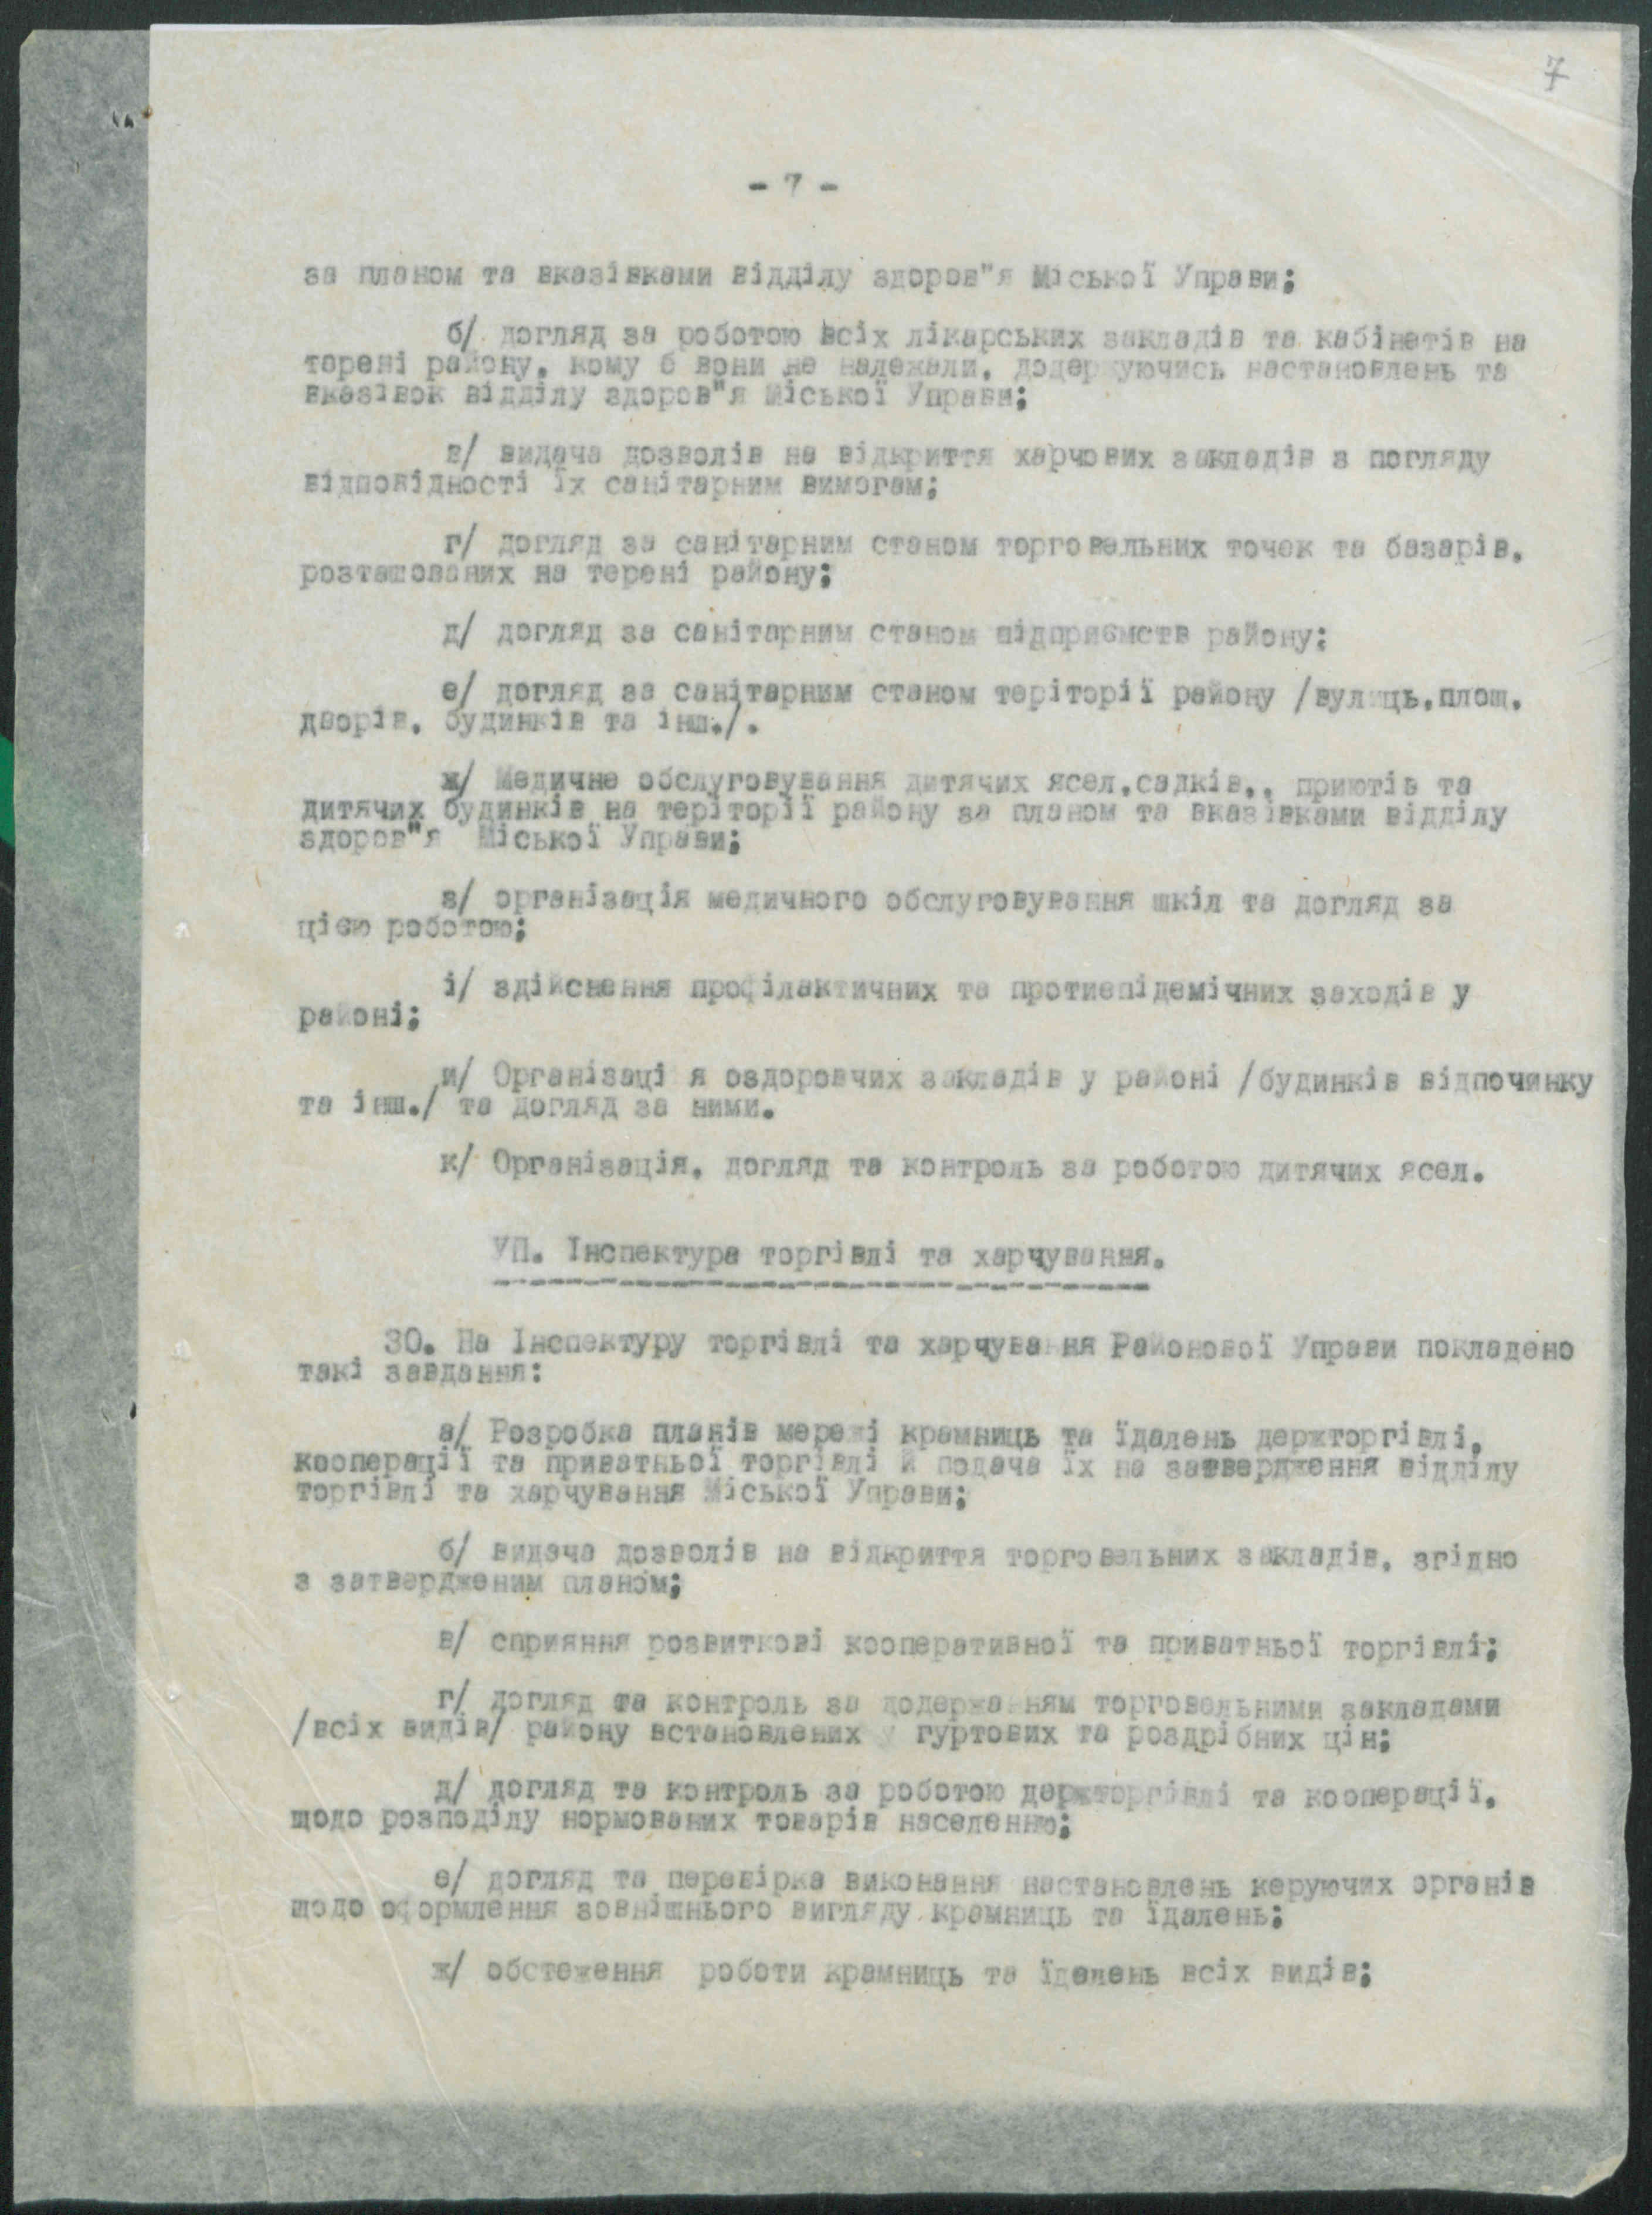 7
- 7 -
за планом та вказівками відділу здоров"я Міської Управи;
б/ догляд за роботою всіх лікарських закладів та кабінетів на
терені району, кому б вони не належали, додержуючись настановлень та
вказівок відділу здоров"я Міської Управи;
в/ видача дозволів на відкриття харчових закладів з погляду
відповідності їх санітарним вимогам;
г/ догляд за санітарним станом торговельних точок та базарів,
розташованих на терені району;
д/ догляд за санітарним станом підприємств району;
е/ догляд за санітарним станом теріторії району /вулиць,площ,
дворів, будинків та інш./.
ж/ Медичне обслуговування дитячих ясел,садків,, приютів та
дитячих будинків на теріторії району за планом та вказівками відділу
здоров"я Міської Управи;
з/ організація медичного обслуговування шкіл та догляд за
цією роботою;
і/ здійснення профілактичних та протиепідемічних заходів у
районі;
и/ Організаці я оздоровчих закладів у районі /будинків відпочинку
та інш./ та догляд за ними.
к/ Організація, догляд та контроль за роботою дитячих ясел.
УП. Інспектура торгівлі та харчування.
30. На Інспектуру торгівлі та харчування Районової Управи покладено
такі завдання:
а/ Розробка планів мережі крамниць та їдалень держторгівлі,
кооперації та приватньої торгівлі й подача їх на затвердження відділу
торгівлі та харчування Міської Управи;
б/ видача дозволів на відкриття торговельних закладів, згідно
з затвердженим планом;
в/ сприяння розвиткові кооперативної та приватньої торгівлі;
г/ догляд та контроль за додержанням торговельними закладами
/всіх видів/ району встановлених у гуртових та роздрібних цін;
д/ догляд та контроль за роботою держторгівлі та кооперації,
щодо розподілу нормованих товарів населенню;
е/ догляд та перевірка виконання настановлень керуючих органів
щодо оформлення зовнішнього вигляду крамниць та їдалень;
ж/ обстеження роботи крамниць та їдалень всіх видів;